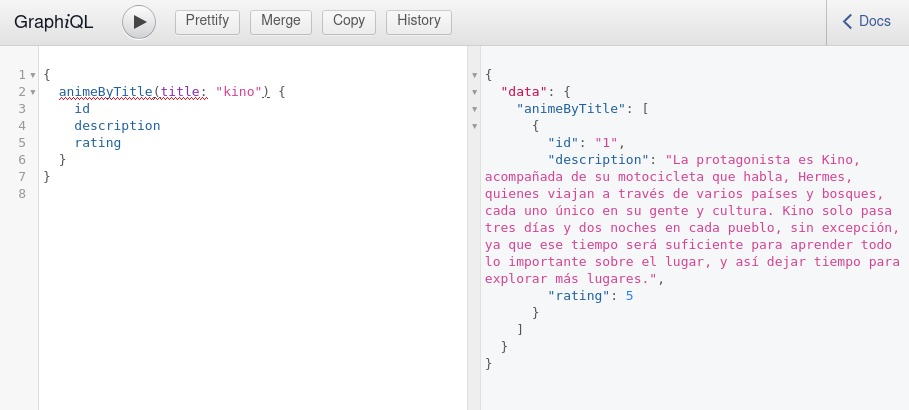 GraphiQL
Prettify
Merge
Copy
History
Docs
1 {
2 animeByTitle(title: "kino") {
3 id
4 description
5 rating
6 }
7 }
8
{
"data": {
"animeByTitle": [
{
"id": "1",
"description": "La protagonista es Kino,
acompañada de su motocicleta que habla, Hermes,
quienes viajan a través de varios países y bosques,
cada uno único en su gente y cultura. Kino solo pasa
tres días y dos noches en cada pueblo, sin excepción,
ya que ese tiempo será suficiente para aprender todo
lo importante sobre el lugar, y así dejar tiempo para
explorar más lugares.",
"rating": 5
}
]
}
}